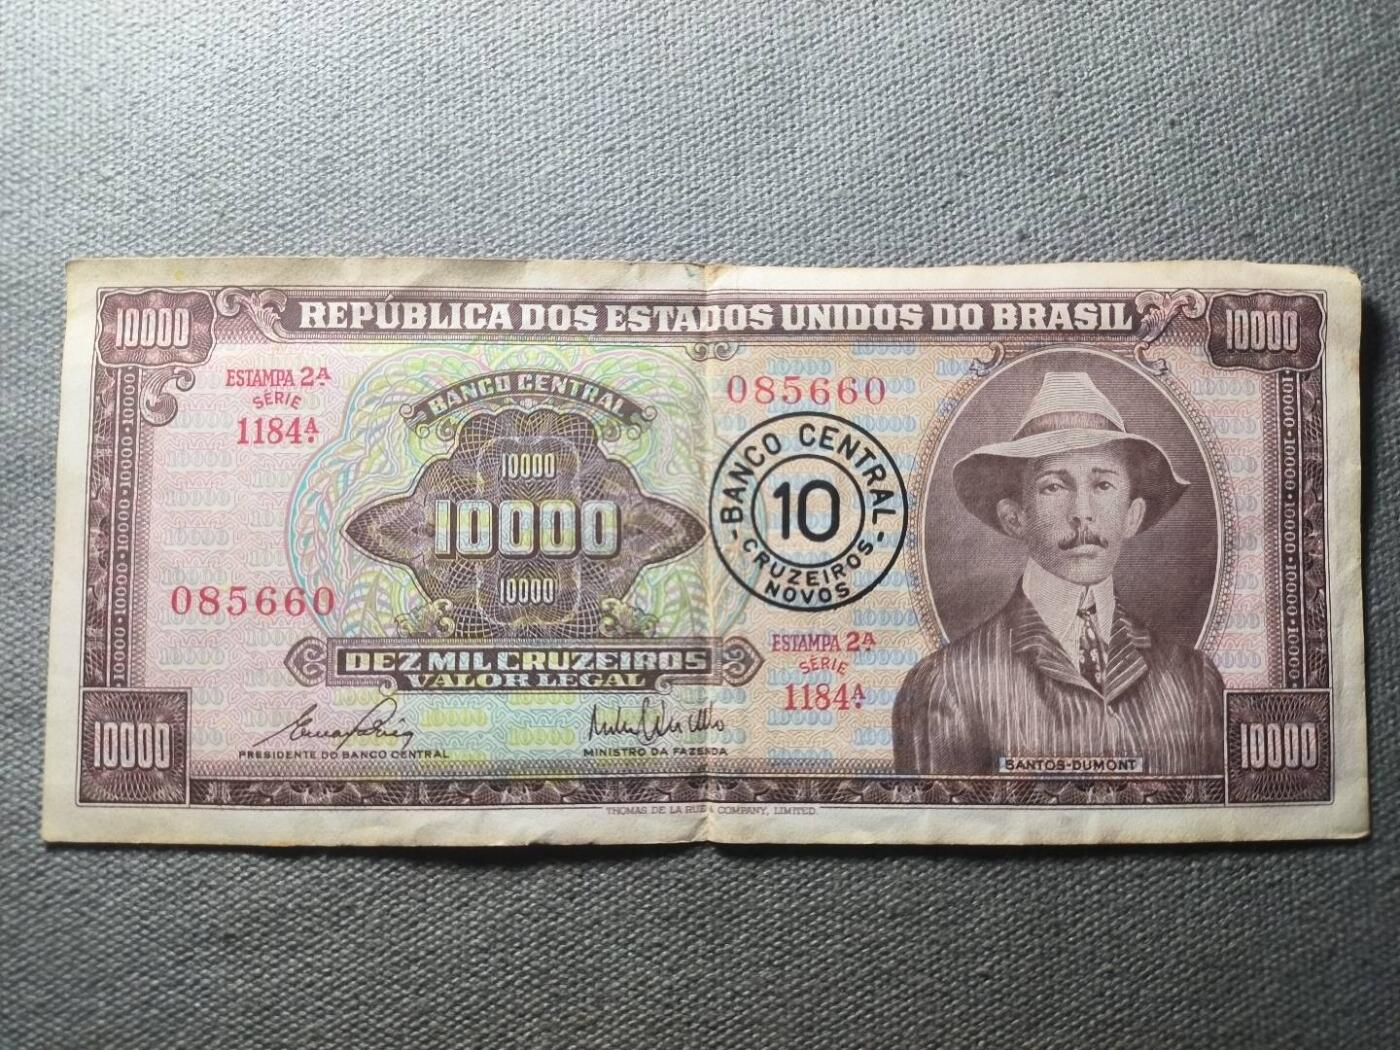 10000
REPÚBLICA DOS ESTADOS UNIDOS DO BRASIL
10000
ESTAMPA 2ª
SÉRIE
1184ª
BANCO CENTRAL
085660
10000
10000
10000
BANCO CENTRAL
10
CRUZEIROS
NOVOS
085660
DEZ MIL CRUZEIROS
VALOR LEGAL
ESTAMPA 2ª
SÉRIE
1184ª
PRESIDENTE DO BANCO CENTRAL
MINISTRO DA FAZENDA
SANTOS-DUMONT
10000
10000
THOMAS DE LA RUE & COMPANY, LIMITED.